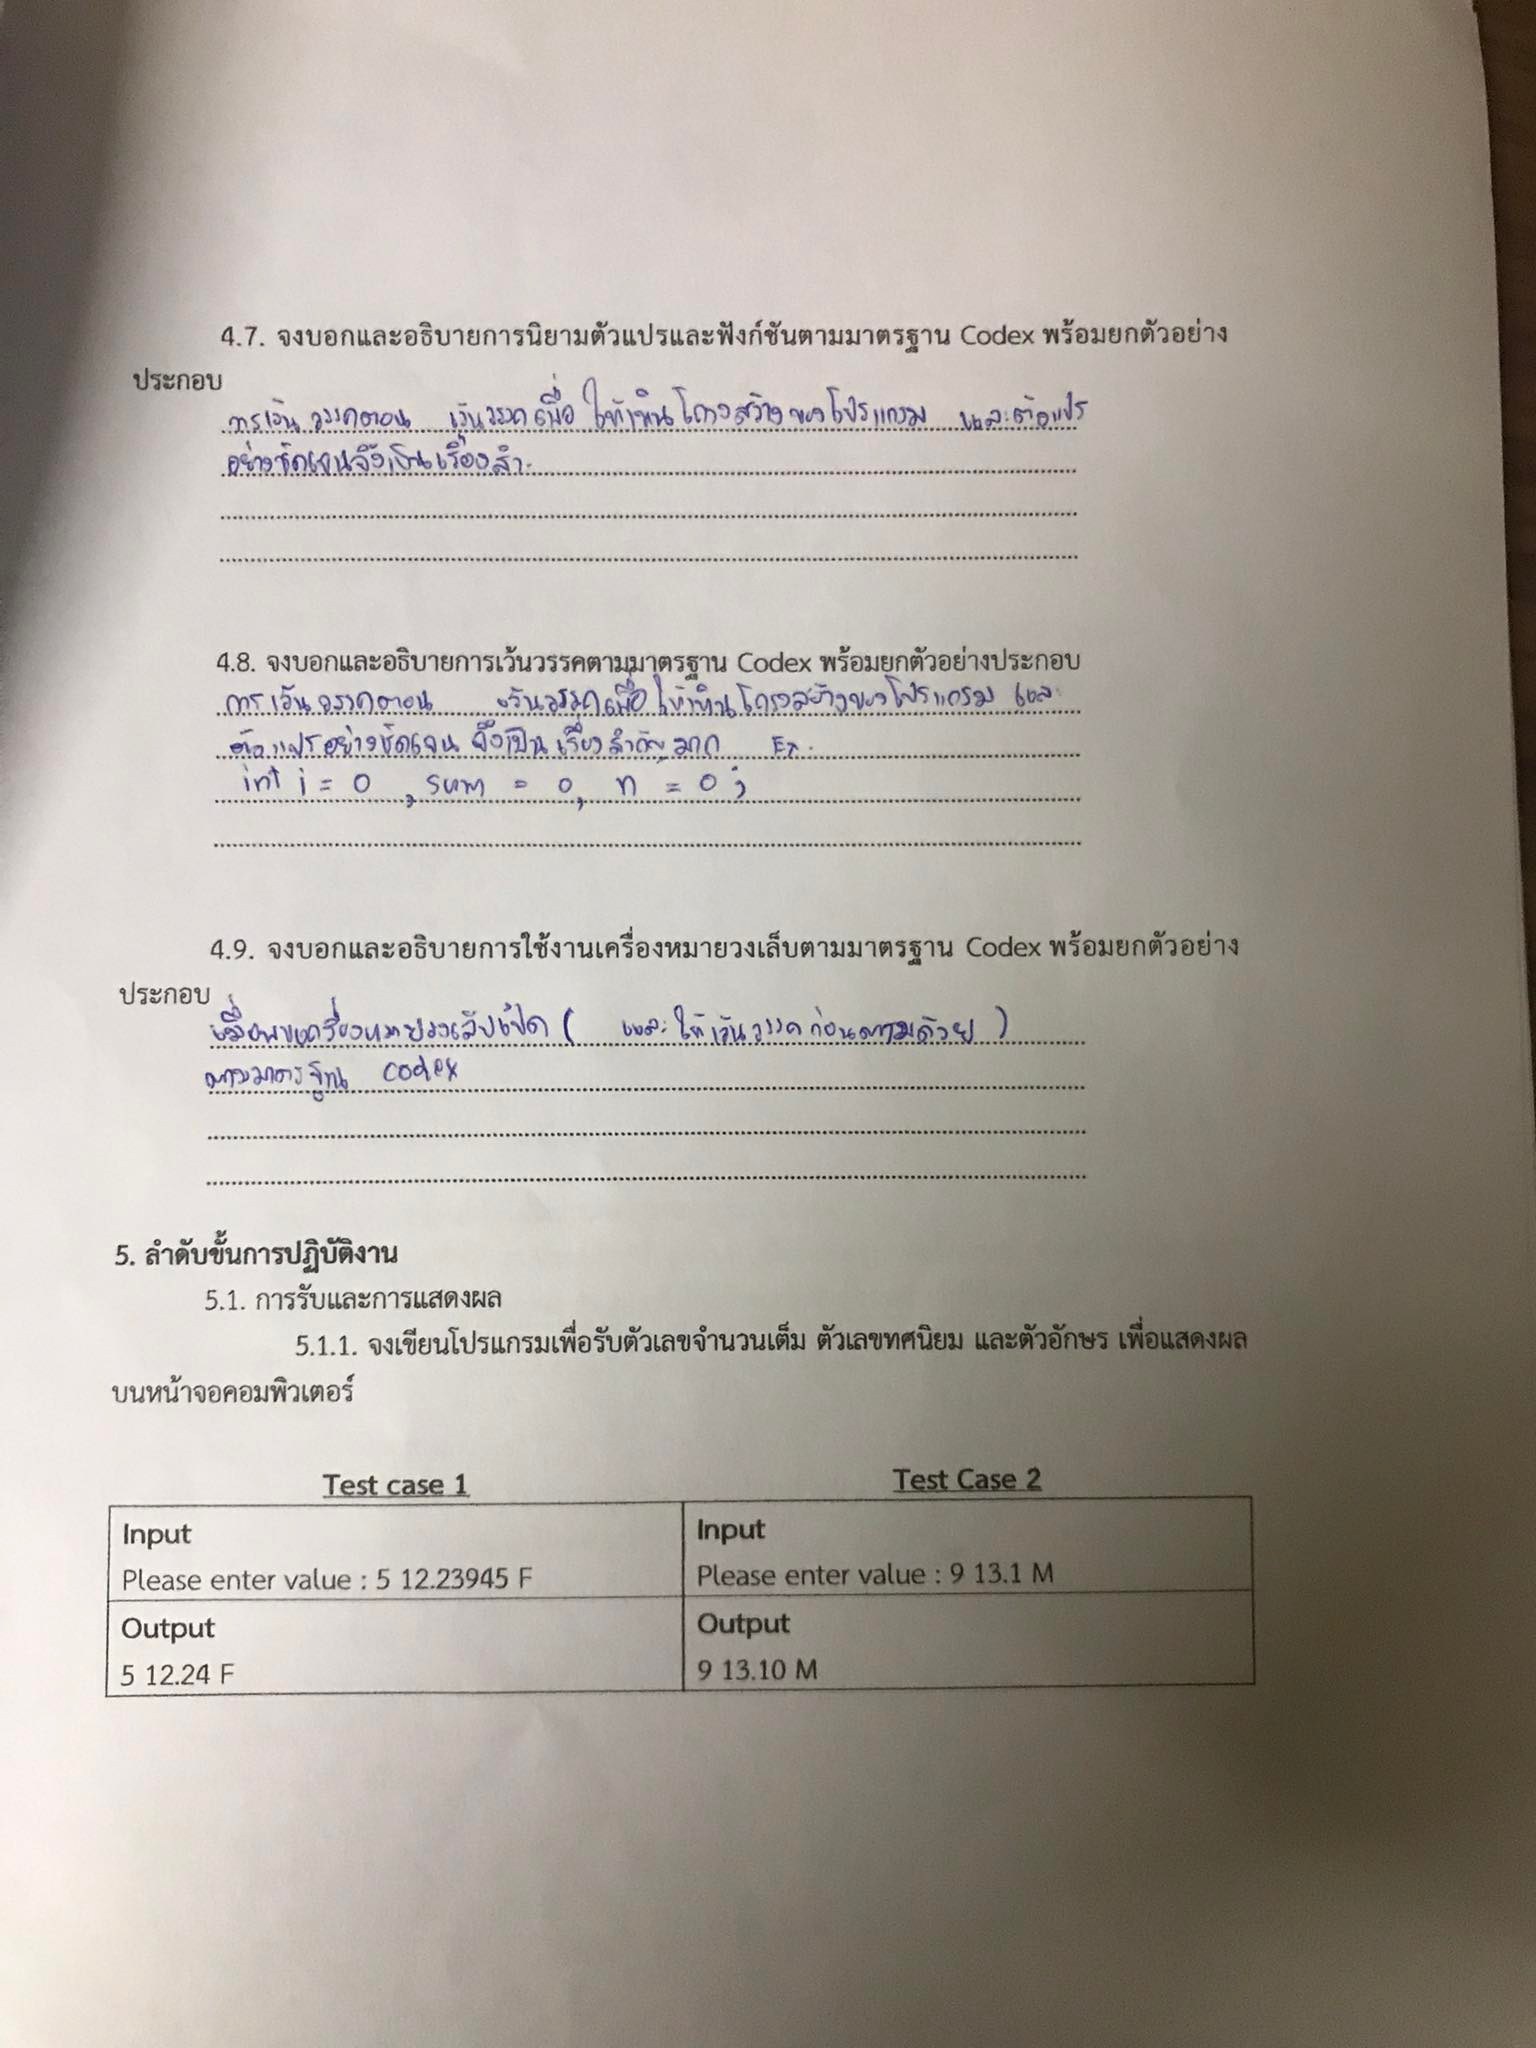 4.7. จงบอกและอธิบายการนิยามตัวแปรและฟังก์ชันตามมาตรฐาน Codex พร้อมยกตัวอย่าง
ประกอบ
การเว้นวรรคตอน เว้นวรรคเพื่อให้เห็นโครงสร้างของโปรแกรม และตัวแปร
อย่างชัดเจนจึงเป็นเรื่องสำ
4.8. จงบอกและอธิบายการเว้นวรรคตามมาตรฐาน Codex พร้อมยกตัวอย่างประกอบ
การเว้นวรรคตอน เว้นวรรคเพื่อให้เห็นโครงสร้างของโปรแกรม และ
ตัวแปรอย่างชัดเจน จึงเป็นเรื่องสำคัญมาก Ex.
int i = 0 , sum = 0, n = 0 ;
4.9. จงบอกและอธิบายการใช้งานเครื่องหมายวงเล็บตามมาตรฐาน Codex พร้อมยกตัวอย่าง
ประกอบ
เครื่องหมายวงเล็บเปิด ( และให้เว้นวรรคก่อนตามด้วย )
ตามมาตรฐาน codex
5. ลำดับขั้นการปฏิบัติงาน
5.1. การรับและการแสดงผล
5.1.1. จงเขียนโปรแกรมเพื่อรับตัวเลขจำนวนเต็ม ตัวเลขทศนิยม และตัวอักษร เพื่อแสดงผล
บนหน้าจอคอมพิวเตอร์
Test case 1
Input
Please enter value : 5 12.23945 F
Output
5 12.24 F
Test Case 2
Input
Please enter value : 9 13.1 M
Output
9 13.10 M